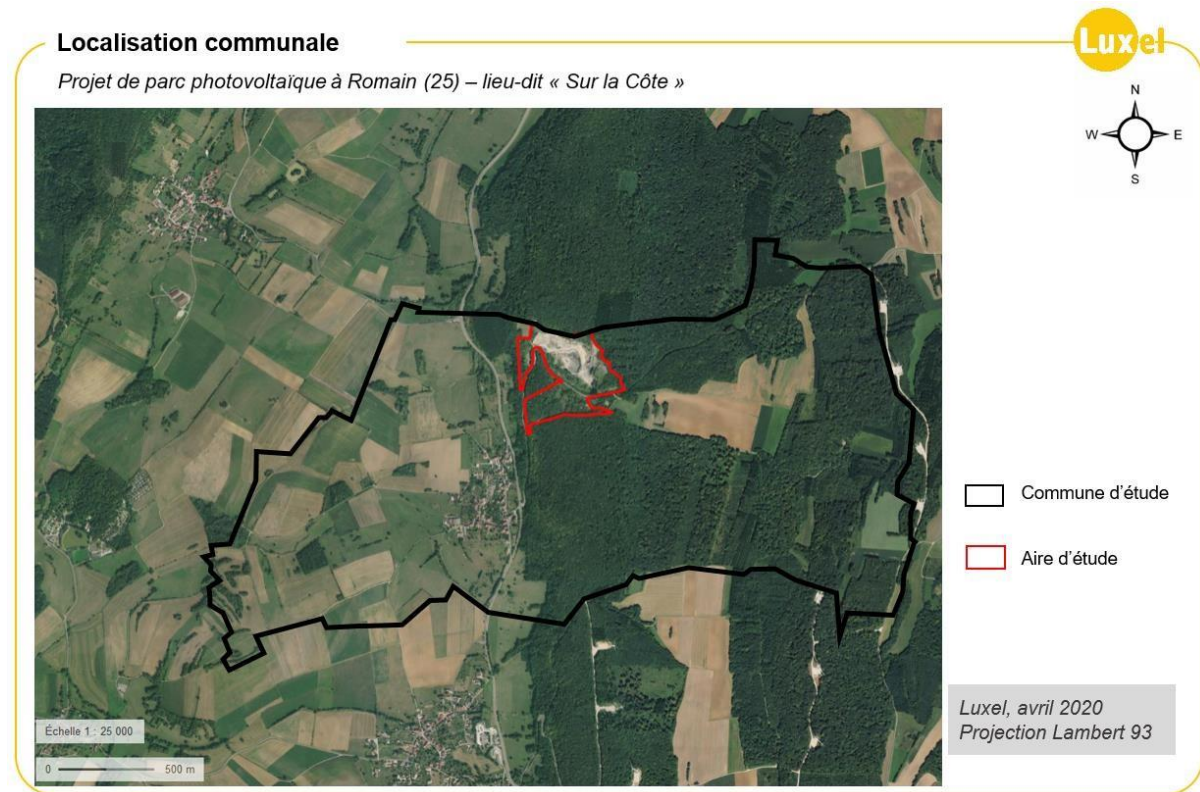 Localisation communale
Luxel
Projet de parc photovoltaïque à Romain (25) – lieu-dit « Sur la Côte »
N
W E
S
Commune d'étude
Aire d'étude
Luxel, avril 2020
Projection Lambert 93
Échelle 1 : 25 000
0 500 m